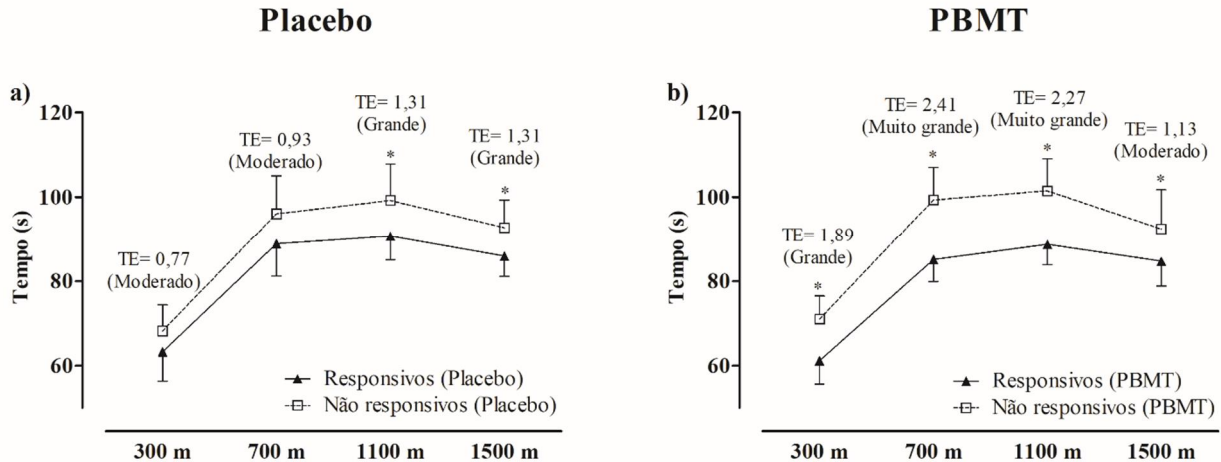 Placebo
a)
Tempo (s)
120
100
80
60
TE= 0,77
(Moderado)
TE= 0,93
(Moderado)
TE= 1,31
(Grande)
*
TE= 1,31
(Grande)
*
Responsivos (Placebo)
Não responsivos (Placebo)
300 m 700 m 1100 m 1500 m
PBMT
b)
Tempo (s)
120
100
80
60
TE= 1,89
(Grande)
*
TE= 2,41
(Muito grande)
*
TE= 2,27
(Muito grande)
*
TE= 1,13
(Moderado)
*
Responsivos (PBMT)
Não responsivos (PBMT)
300 m 700 m 1100 m 1500 m